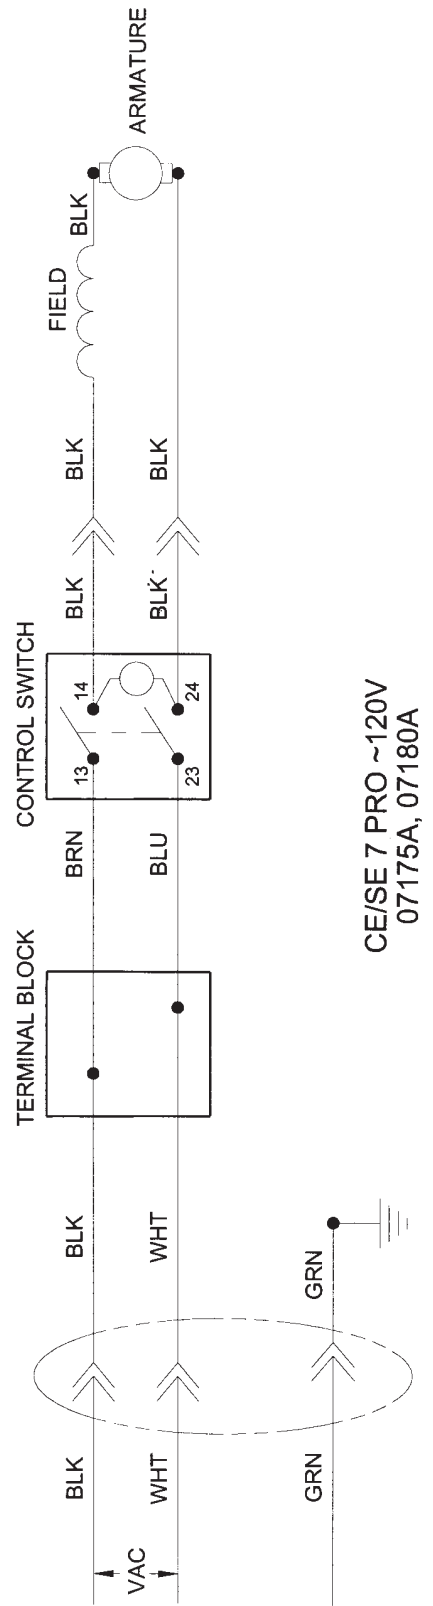 VAC
BLK
WHT
GRN
BLK
WHT
GRN
TERMINAL BLOCK
BRN
BLU
CONTROL SWITCH
13
14
23
24
BLK
BLK
BLK
BLK
FIELD
BLK
ARMATURE
CE/SE 7 PRO ~120V
07175A, 07180A